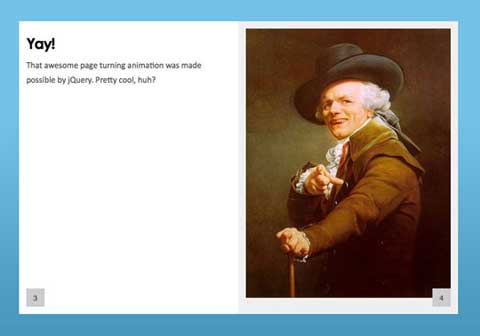 Yay!
That awesome page turning animation was made
possible by jQuery. Pretty cool, huh?
3
4